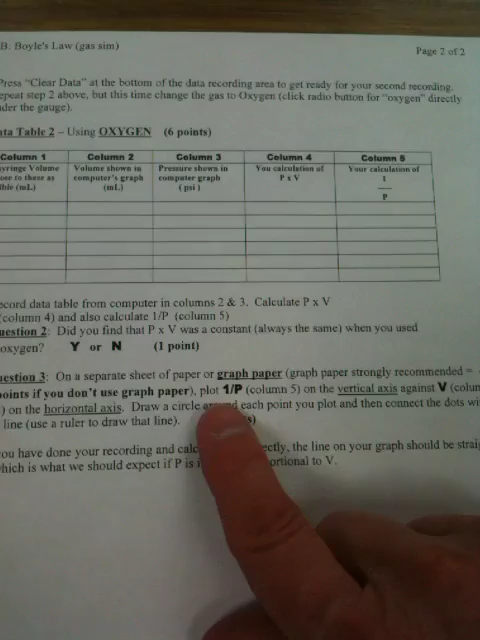 B. Boyle's Law (gas sim)
Page 2 of 2
Press "Clear Data" at the bottom of the data recording area to get ready for your second recording.
epeat step 2 above, but this time change the gas to Oxygen (click radio button for "oxygen" directly
der the gauge).
ata Table 2 – Using OXYGEN (6 points)
Column 1 Column 2 Column 3 Column 4 Column 5
yringe Volume Volume shown in Pressure shown in You calculation of Your calculation of
these as computer's graph computer graph P x V 1
ible (mL) (mL) (psi) P
ecord data table from computer in columns 2 & 3. Calculate P x V
(column 4) and also calculate 1/P (column 5)
uestion 2: Did you find that P x V was a constant (always the same) when you used
oxygen? Y or N (1 point)
uestion 3: On a separate sheet of paper or graph paper (graph paper strongly recommended =
points if you don't use graph paper), plot 1/P (column 5) on the vertical axis against V (colum
) on the horizontal axis. Draw a circle around each point you plot and then connect the dots wi
line (use a ruler to draw that line). s)
ou have done your recording and calc ectly, the line on your graph should be straig
hich is what we should expect if P is i ortional to V.